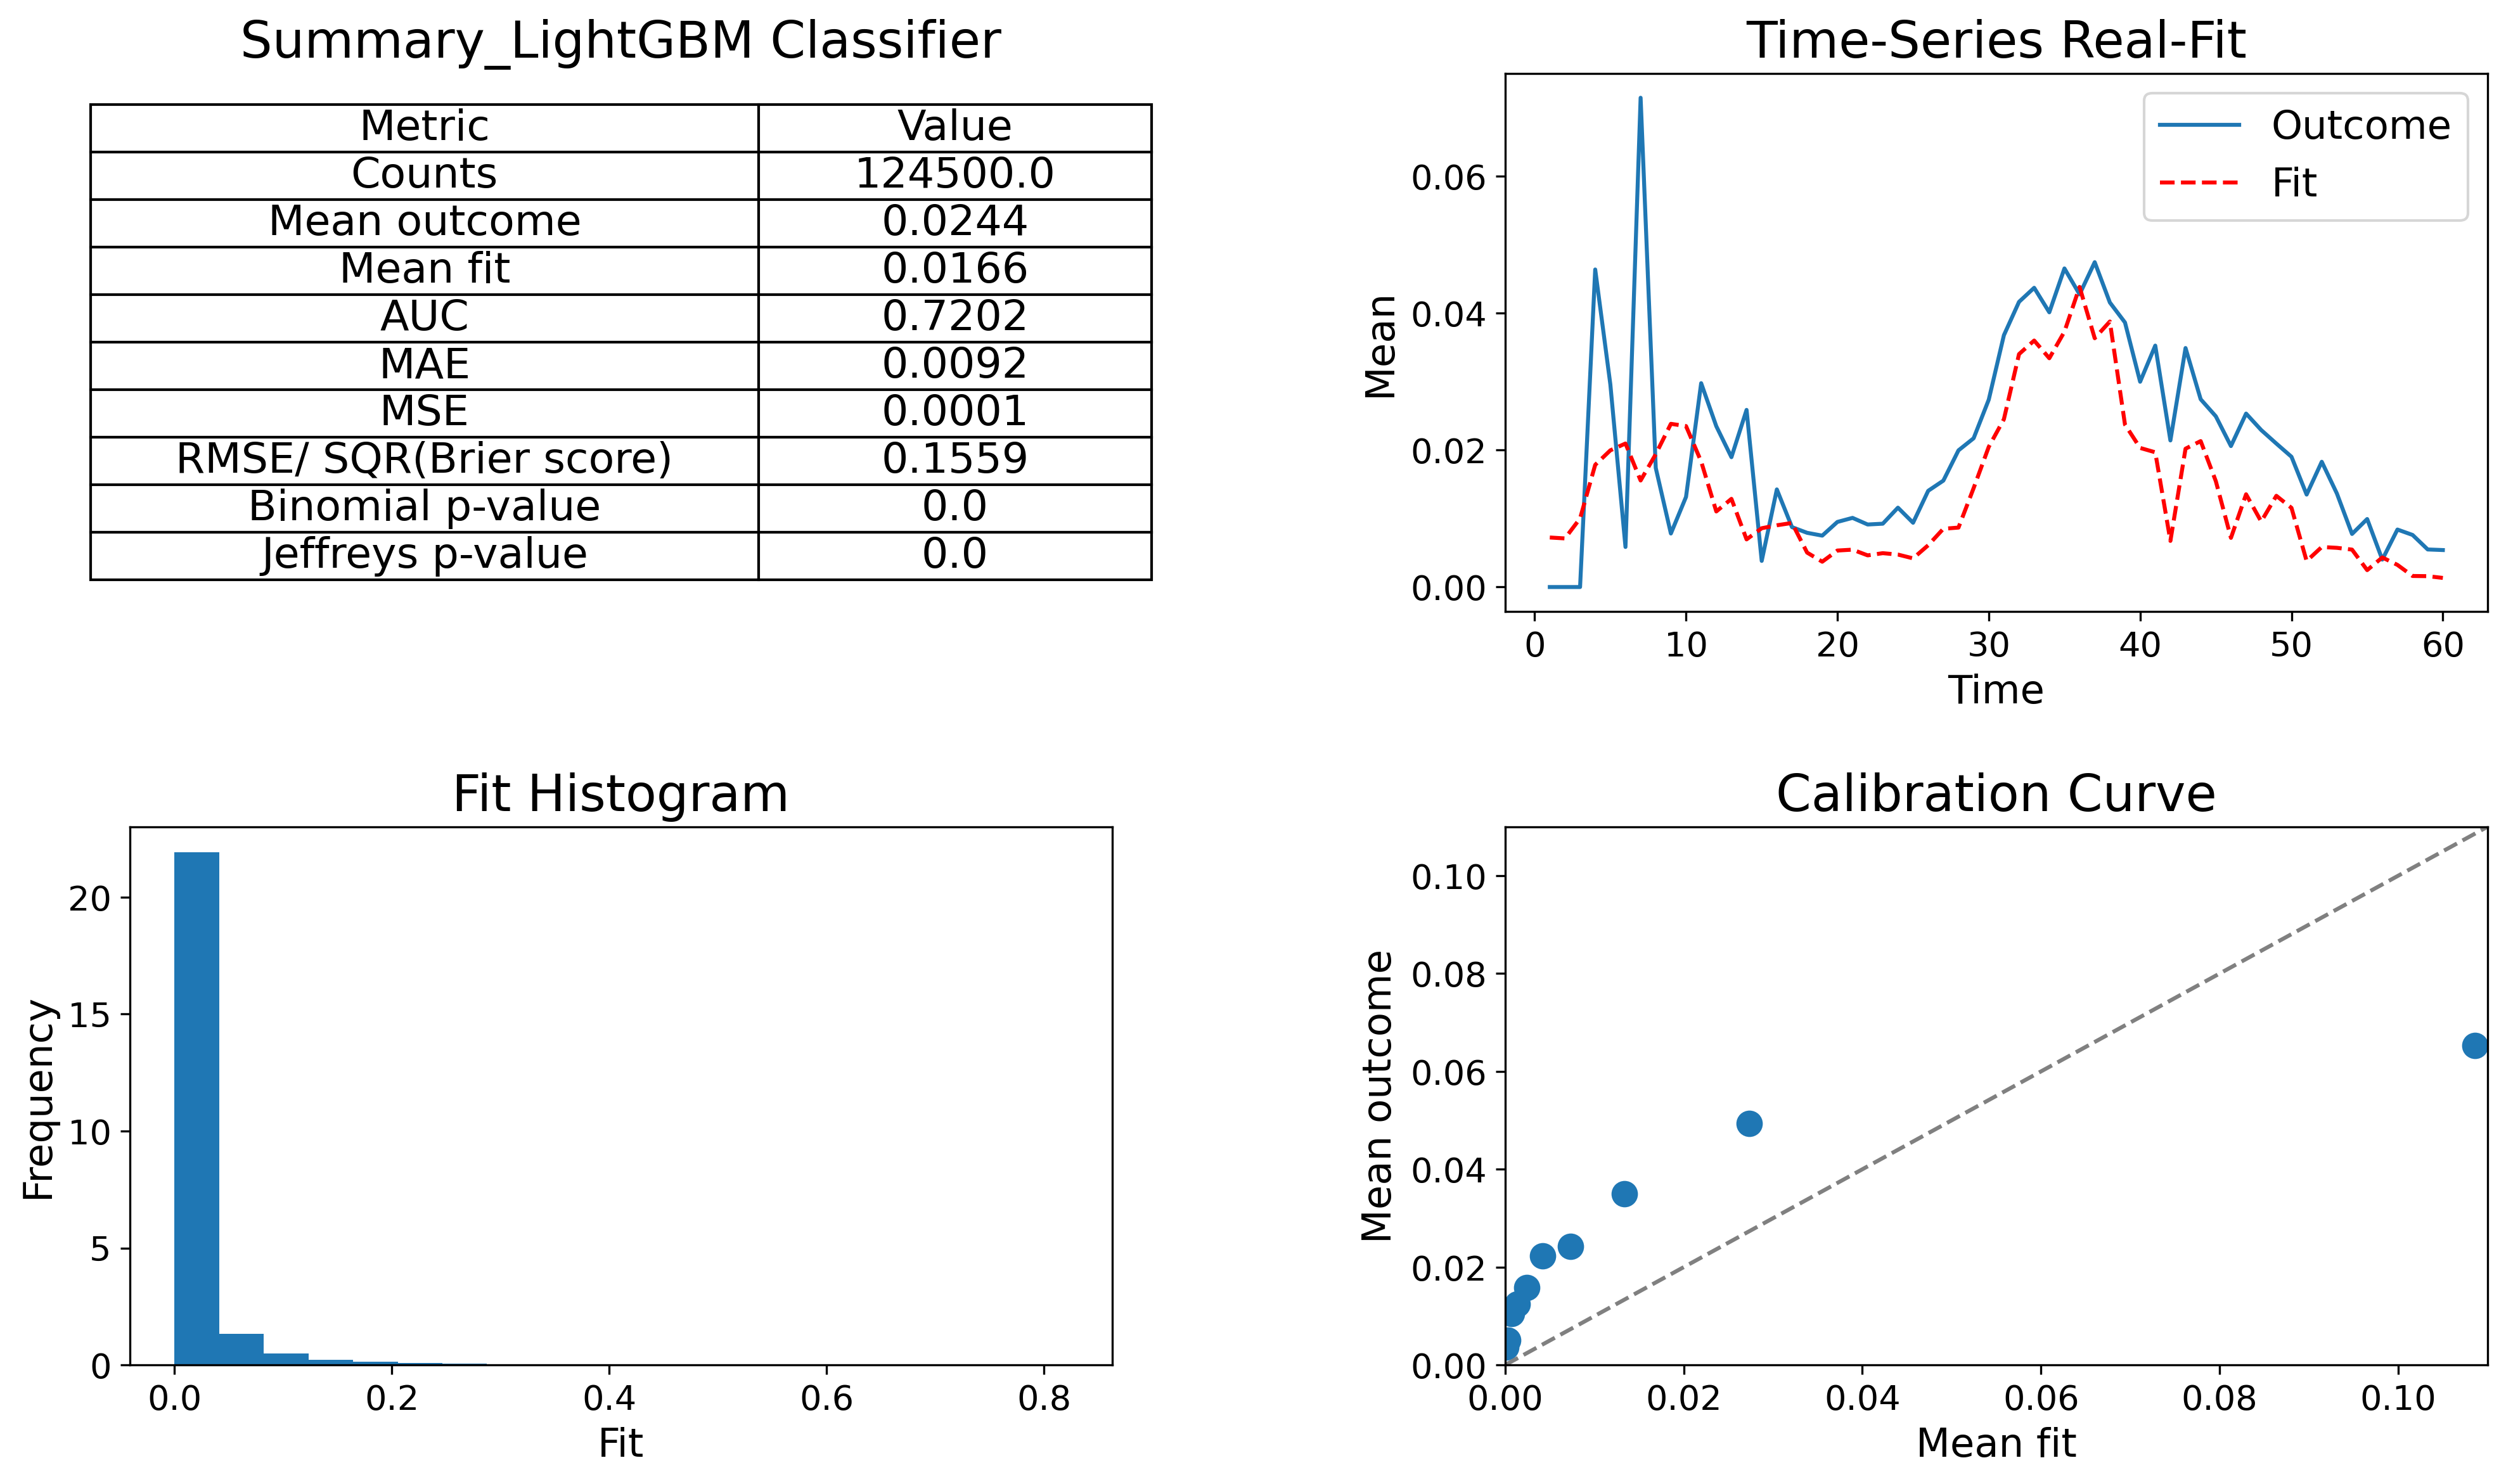 Summary_LightGBM Classifier
Metric Value
Counts 124500.0
Mean outcome 0.0244
Mean fit 0.0166
AUC 0.7202
MAE 0.0092
MSE 0.0001
RMSE/ SQR(Brier score) 0.1559
Binomial p-value 0.0
Jeffreys p-value 0.0
Time-Series Real-Fit
Outcome
Fit
Mean
0.06
0.04
0.02
0.00
0 10 20 30 40 50 60
Time
Fit Histogram
Frequency
20
15
10
5
0
0.0 0.2 0.4 0.6 0.8
Fit
Calibration Curve
Mean outcome
0.10
0.08
0.06
0.04
0.02
0.00
0.00 0.02 0.04 0.06 0.08 0.10
Mean fit